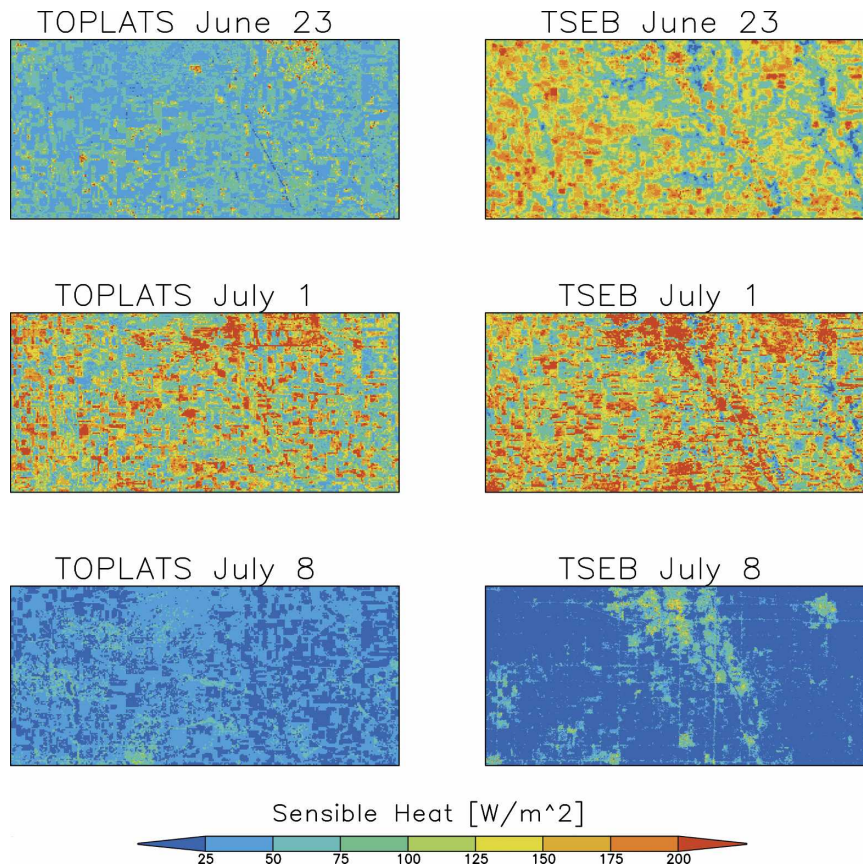 TOPLATS June 23
TSEB June 23
TOPLATS July 1
TSEB July 1
TOPLATS July 8
TSEB July 8
Sensible Heat [W/m^2]
25 50 75 100 125 150 175 200